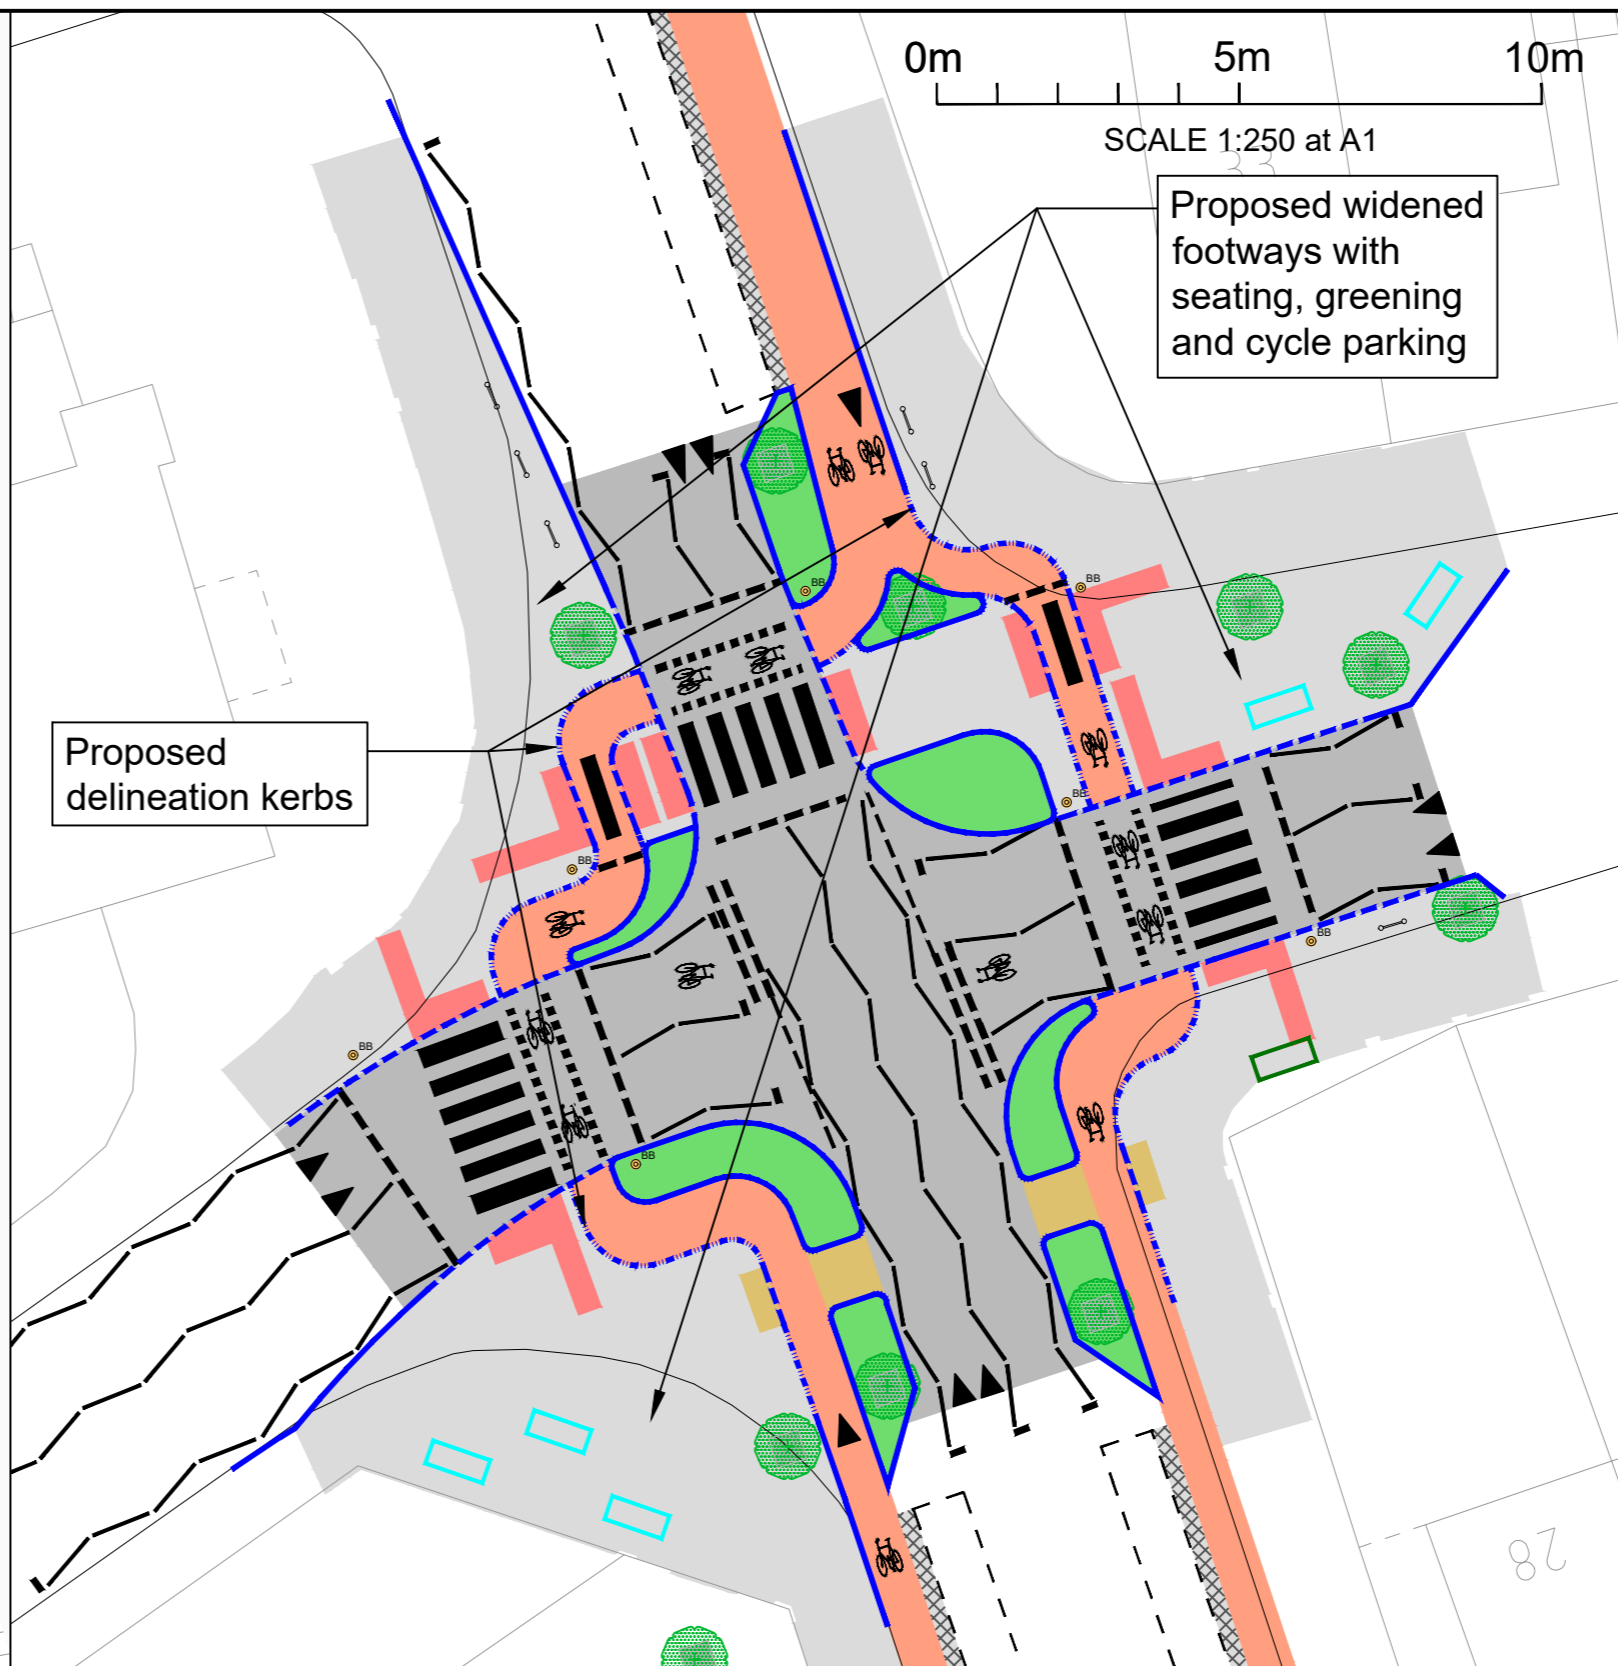 0m 5m 10m
SCALE 1:250 at A1
33
Proposed widened
footways with
seating, greening
and cycle parking
BB
BB
Proposed
delineation kerbs
BB
BB
BB
BB
BB
28